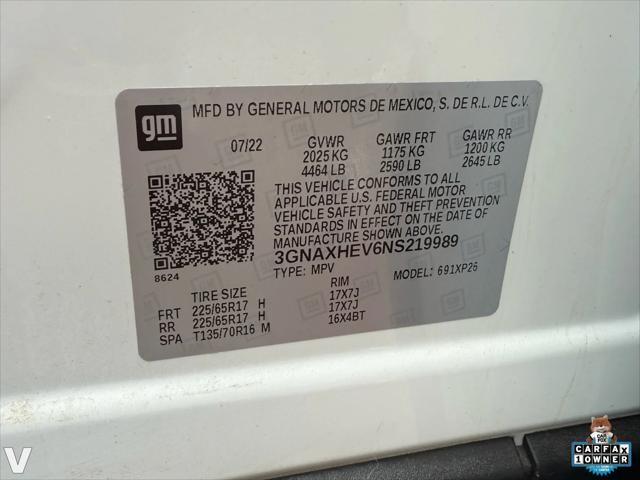 gm
MFD BY GENERAL MOTORS DE MEXICO, S. DE R.L. DE C.V.
07/22 GVWR GAWR FRT GAWR RR
2025 KG 1175 KG 1200 KG
4464 LB 2590 LB 2645 LB
THIS VEHICLE CONFORMS TO ALL
APPLICABLE U.S. FEDERAL MOTOR
VEHICLE SAFETY AND THEFT PREVENTION
STANDARDS IN EFFECT ON THE DATE OF
MANUFACTURE SHOWN ABOVE.
3GNAXHEV6NS219989
8624
TYPE: MPV MODEL: 691XP26
TIRE SIZE RIM
FRT 225/65R17 H 17X7J
RR 225/65R17 H 17X7J
SPA T135/70R16 M 16X4BT
V
CARFAX
1 OWNER